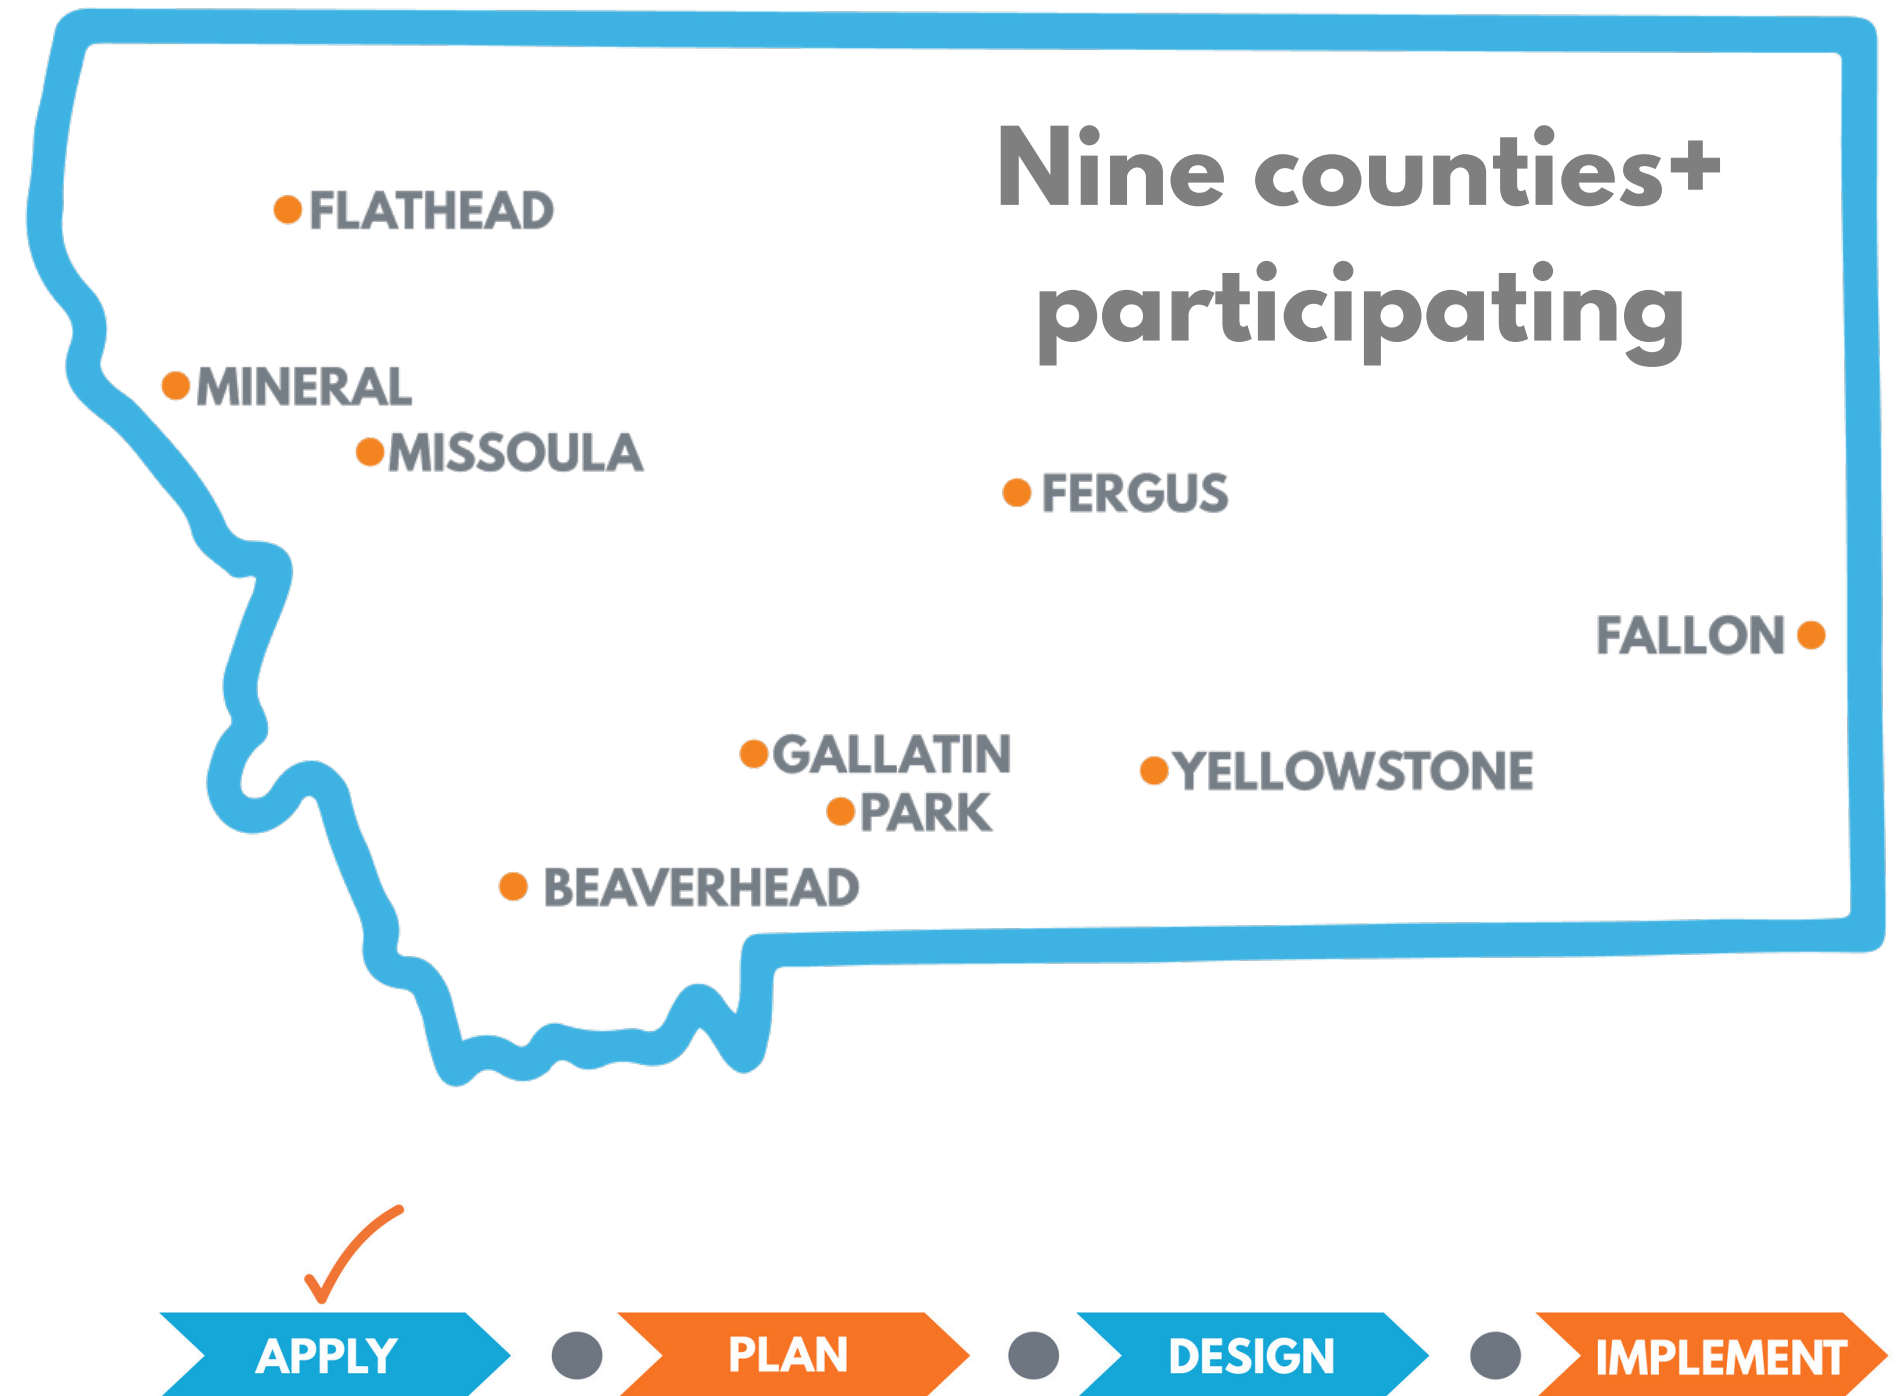 Nine counties+
participating
FLATHEAD
MINERAL
MISSOULA
FERGUS
FALLON
GALLATIN
YELLOWSTONE
PARK
BEAVERHEAD
APPLY
PLAN
DESIGN
IMPLEMENT